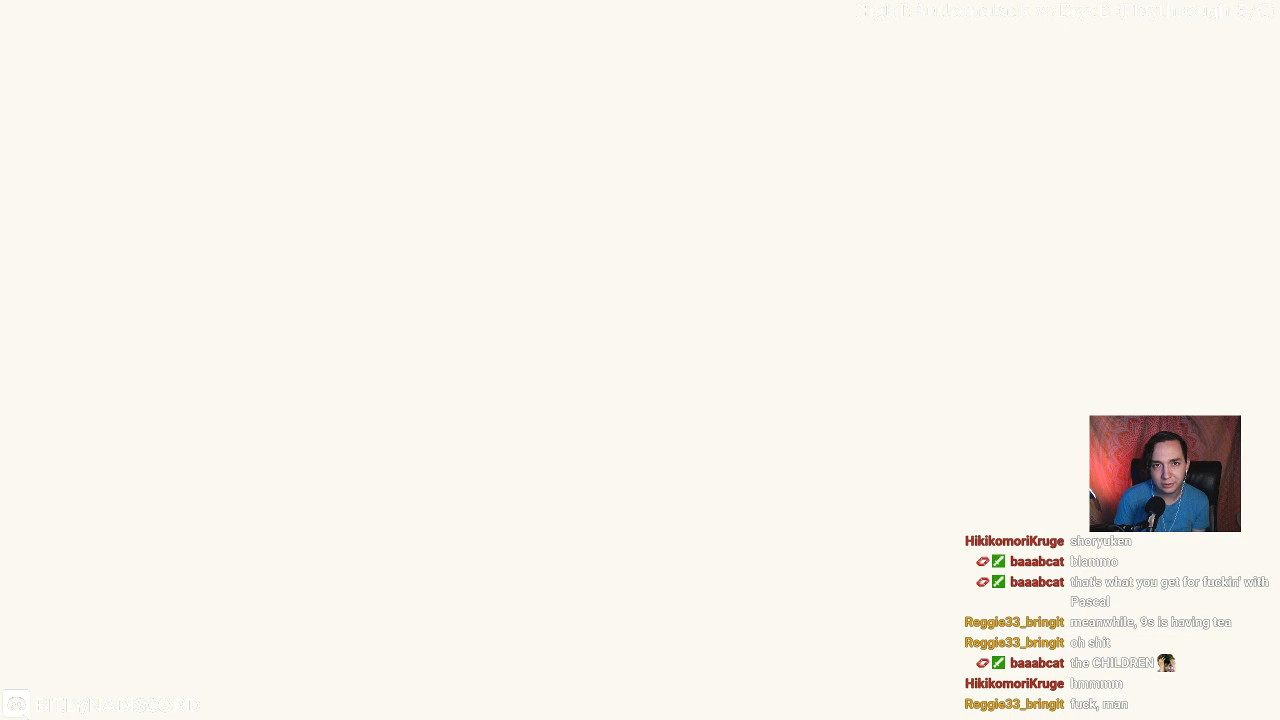 HikikomoriKruge shoryuken
baaabcat blammo
baaabcat that's what you get for fuckin' with
Pascal
Reggie33_bringit meanwhile, 9s is having tea
Reggie33_bringit oh shit
baaabcat the CHILDREN
HikikomoriKruge hmmmm
Reggie33_bringit fuck, man